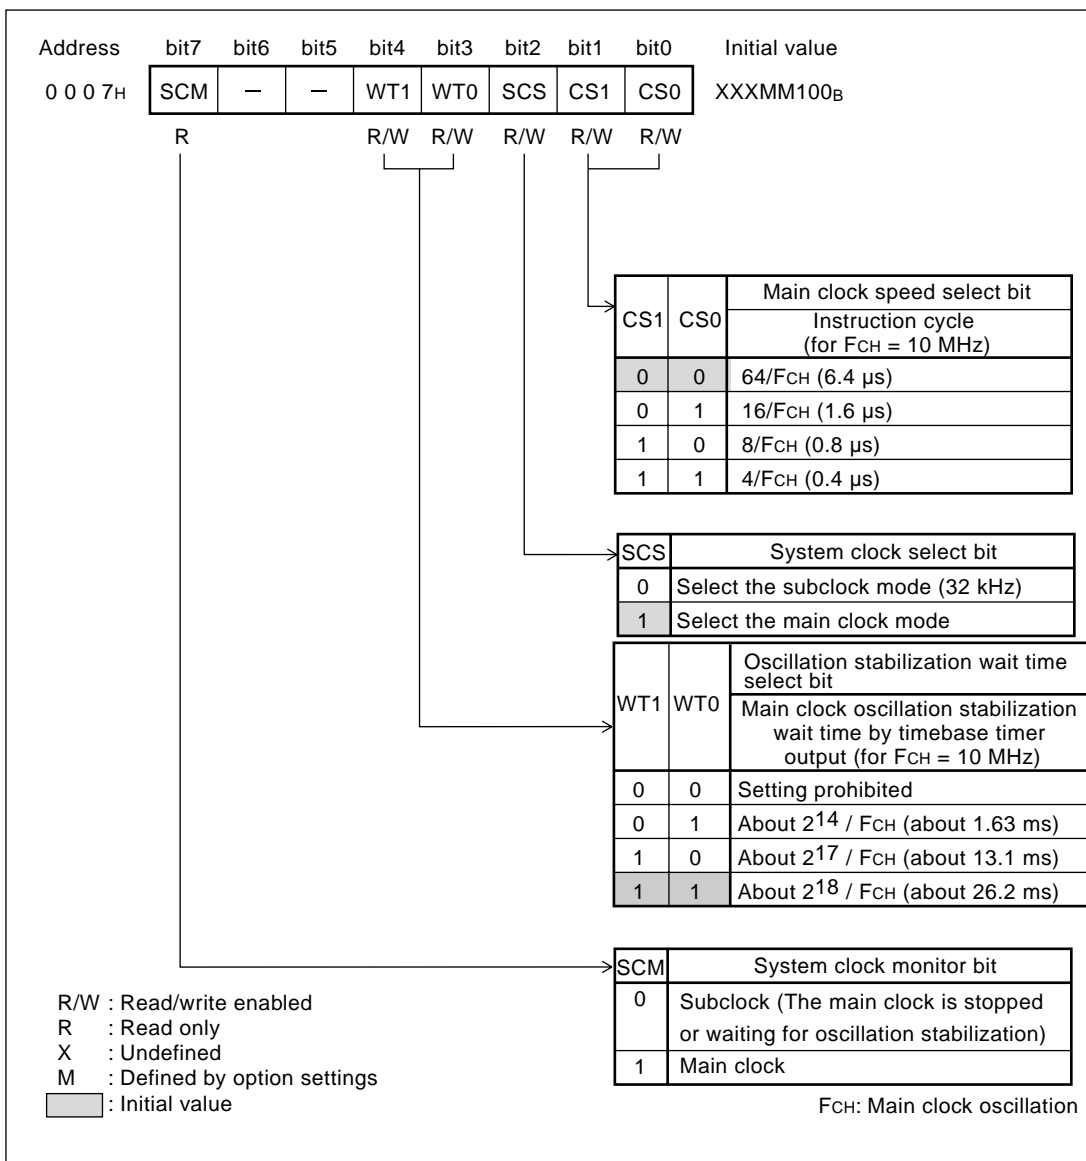 Address bit7 bit6 bit5 bit4 bit3 bit2 bit1 bit0 Initial value
0 0 0 7H SCM — — WT1 WT0 SCS CS1 CS0 XXXMM100B
R R/W R/W R/W R/W R/W
CS1 CS0 Main clock speed select bit
Instruction cycle
(for FCH = 10 MHz)
0 0 64/FCH (6.4 µs)
0 1 16/FCH (1.6 µs)
1 0 8/FCH (0.8 µs)
1 1 4/FCH (0.4 µs)
SCS System clock select bit
0 Select the subclock mode (32 kHz)
1 Select the main clock mode
WT1 WT0 Oscillation stabilization wait time
select bit
Main clock oscillation stabilization
wait time by timebase timer
output (for FCH = 10 MHz)
0 0 Setting prohibited
0 1 About 2^14 / FCH (about 1.63 ms)
1 0 About 2^17 / FCH (about 13.1 ms)
1 1 About 2^18 / FCH (about 26.2 ms)
SCM System clock monitor bit
0 Subclock (The main clock is stopped
or waiting for oscillation stabilization)
1 Main clock
R/W : Read/write enabled
R : Read only
X : Undefined
M : Defined by option settings
: Initial value
FCH: Main clock oscillation